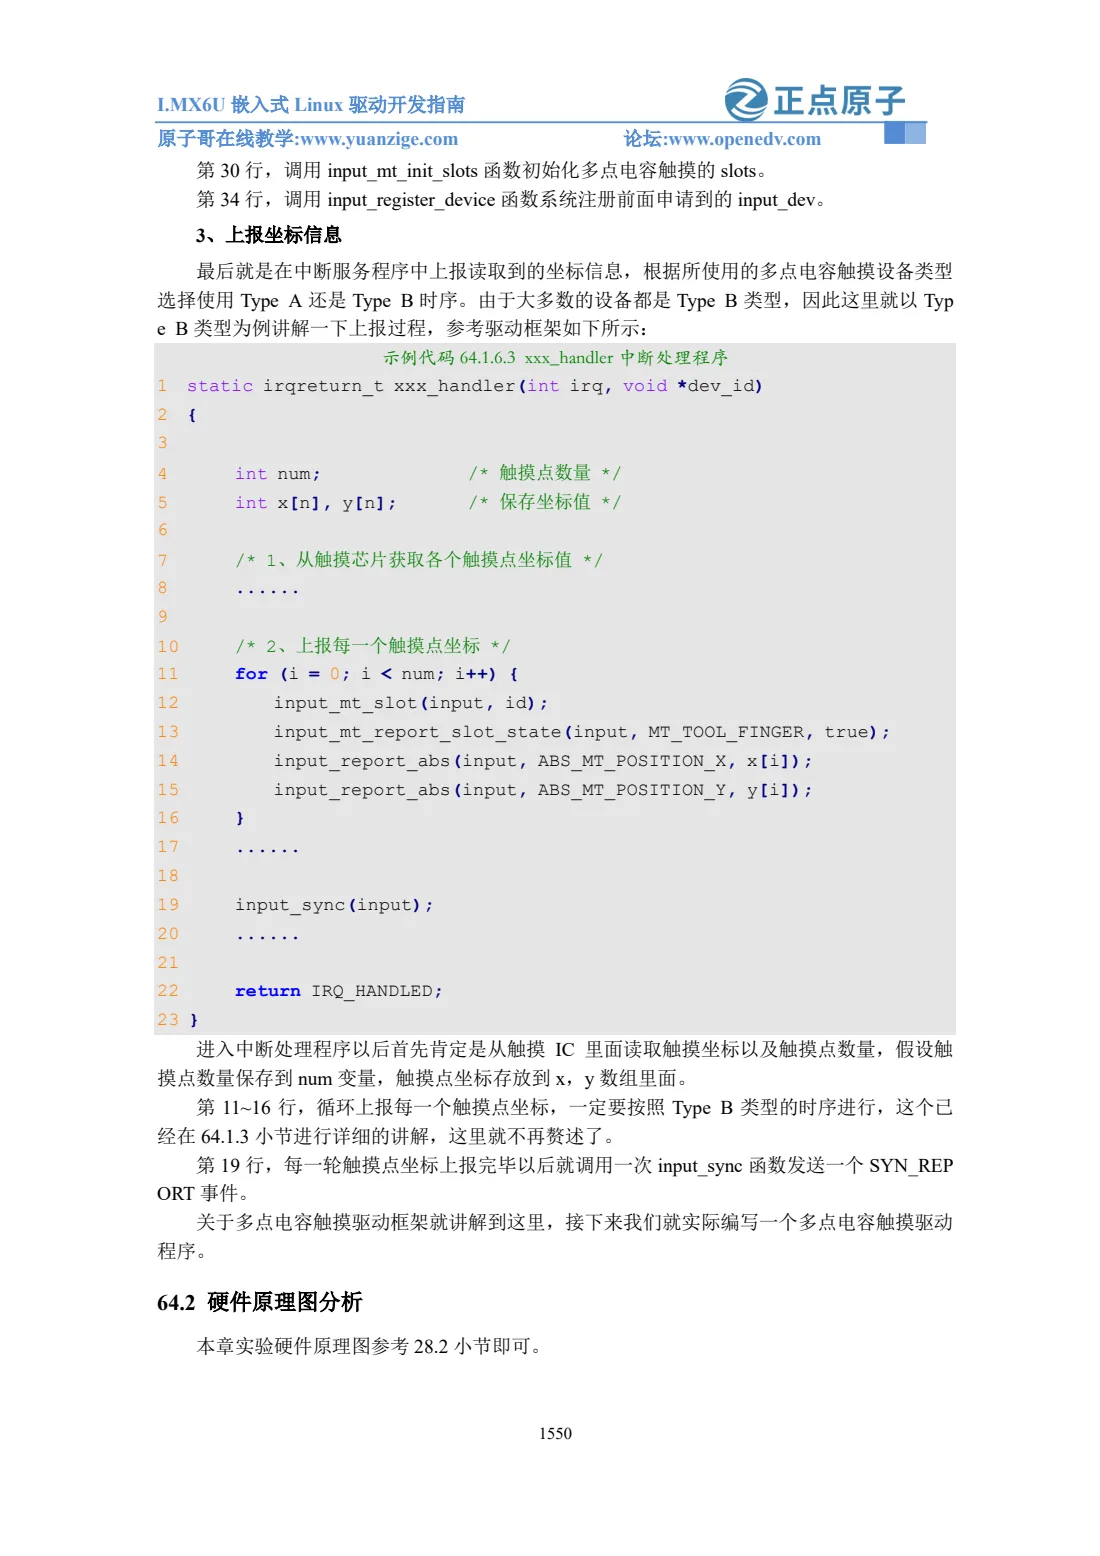 I.MX6U 嵌入式 Linux 驱动开发指南
正点原子
原子哥在线教学:www.yuanzige.com 论坛:www.openedv.com
第 30 行，调用 input_mt_init_slots 函数初始化多点电容触摸的 slots。
第 34 行，调用 input_register_device 函数系统注册前面申请到的 input_dev。
3、上报坐标信息
最后就是在中断服务程序中上报读取到的坐标信息，根据所使用的多点电容触摸设备类型
选择使用 Type A 还是 Type B 时序。由于大多数的设备都是 Type B 类型，因此这里就以 Typ
e B 类型为例讲解一下上报过程，参考驱动框架如下所示：
示例代码 64.1.6.3 xxx_handler 中断处理程序
1 static irqreturn_t xxx_handler(int irq, void *dev_id)
2 {
3
4 int num; /* 触摸点数量 */
5 int x[n], y[n]; /* 保存坐标值 */
6
7 /* 1、从触摸芯片获取各个触摸点坐标值 */
8 ......
9
10 /* 2、上报每一个触摸点坐标 */
11 for (i = 0; i < num; i++) {
12 input_mt_slot(input, id);
13 input_mt_report_slot_state(input, MT_TOOL_FINGER, true);
14 input_report_abs(input, ABS_MT_POSITION_X, x[i]);
15 input_report_abs(input, ABS_MT_POSITION_Y, y[i]);
16 }
17 ......
18
19 input_sync(input);
20 ......
21
22 return IRQ_HANDLED;
23 }
进入中断处理程序以后首先肯定是从触摸 IC 里面读取触摸坐标以及触摸点数量，假设触
摸点数量保存到 num 变量，触摸点坐标存放到 x，y 数组里面。
第 11~16 行，循环上报每一个触摸点坐标，一定要按照 Type B 类型的时序进行，这个已
经在 64.1.3 小节进行详细的讲解，这里就不再赘述了。
第 19 行，每一轮触摸点坐标上报完毕以后就调用一次 input_sync 函数发送一个 SYN_REP
ORT 事件。
关于多点电容触摸驱动框架就讲解到这里，接下来我们就实际编写一个多点电容触摸驱动
程序。
64.2 硬件原理图分析
本章实验硬件原理图参考 28.2 小节即可。
1550